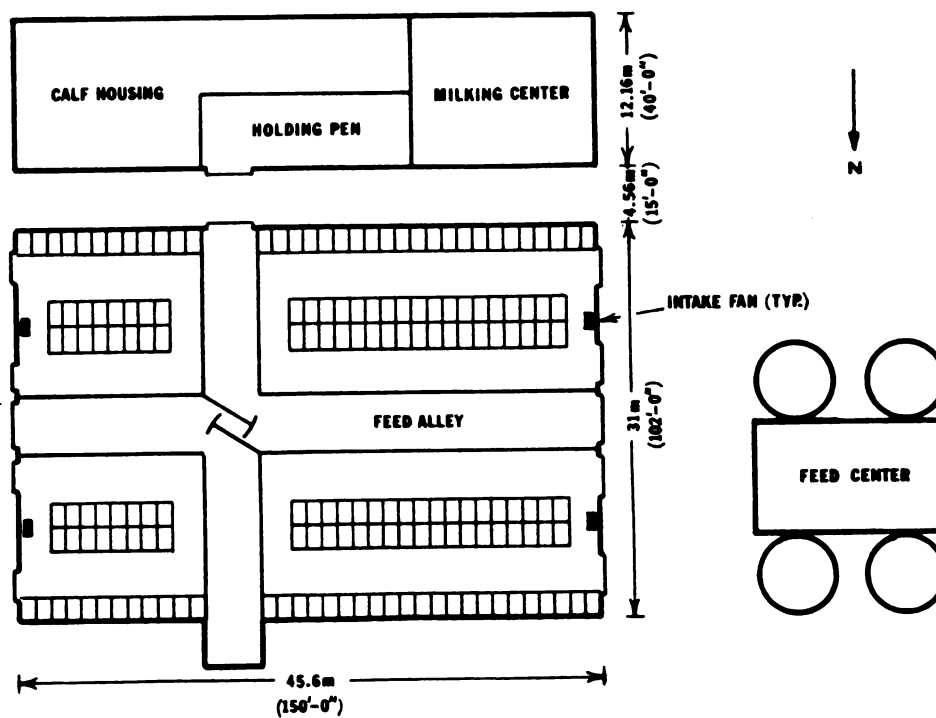 CALF HOUSING
HOLDING PEN
MILKING CENTER
12.16m
(40'-0")
N
4.56m
(15'-0")
INTAKE FAN (TYP.)
FEED ALLEY
31m
(102'-0")
FEED CENTER
45.6m
(150'-0")